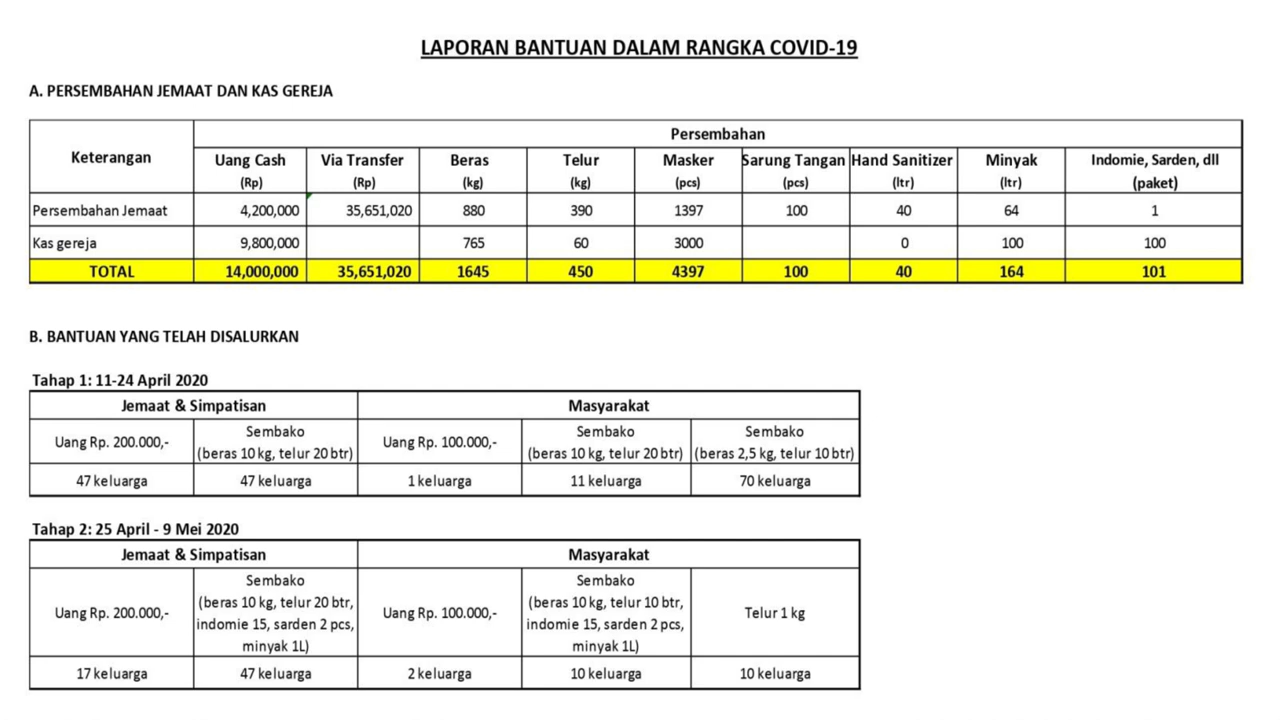 LAPORAN BANTUAN DALAM RANGKA COVID-19
A. PERSEMBAHAN JEMAAT DAN KAS GEREJA
Keterangan Persembahan
Uang Cash Via Transfer Beras Telur Masker Sarung Tangan Hand Sanitizer Minyak Indomie, Sarden, dll
(Rp) (Rp) (kg) (kg) (pcs) (pcs) (ltr) (ltr) (paket)
Persembahan Jemaat 4,200,000 35,651,020 880 390 1397 100 40 64 1
Kas gereja 9,800,000 765 60 3000 0 100 100
TOTAL 14,000,000 35,651,020 1645 450 4397 100 40 164 101
B. BANTUAN YANG TELAH DISALURKAN
Tahap 1: 11-24 April 2020
Jemaat & Simpatisan Masyarakat
Uang Rp. 200.000,- Sembako Uang Rp. 100.000,- Sembako Sembako
(beras 10 kg, telur 20 btr) (beras 10 kg, telur 20 btr) (beras 2,5 kg, telur 10 btr)
47 keluarga 47 keluarga 1 keluarga 11 keluarga 70 keluarga
Tahap 2: 25 April - 9 Mei 2020
Jemaat & Simpatisan Masyarakat
Sembako Sembako
(beras 10 kg, telur 20 btr, (beras 10 kg, telur 10 btr,
Uang Rp. 200.000,- indomie 15, sarden 2 pcs, Uang Rp. 100.000,- indomie 15, sarden 2 pcs, Telur 1 kg
minyak 1L) minyak 1L)
17 keluarga 47 keluarga 2 keluarga 10 keluarga 10 keluarga